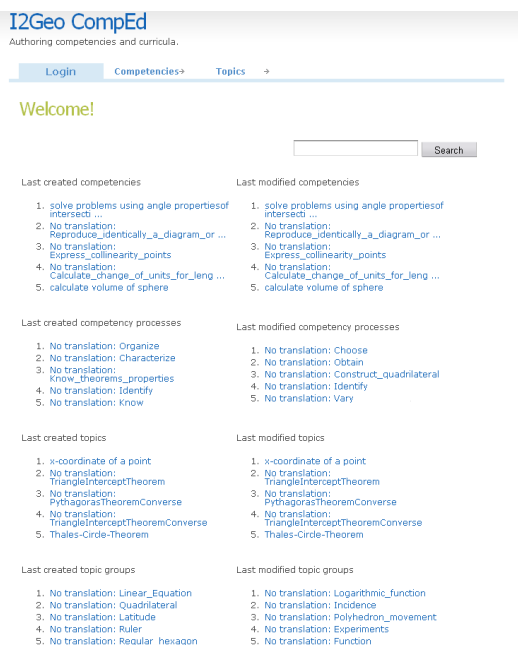 I2Geo CompEd
Authoring competencies and curricula.
Login Competencies→ Topics →
Welcome!
Search
Last created competencies
1. solve problems using angle propertiesof
intersecti ...
2. No translation:
Reproduce_identically_a_diagram_or ...
3. No translation:
Express_collinearity_points
4. No translation:
Calculate_change_of_units_for_leng ...
5. calculate volume of sphere
Last modified competencies
1. solve problems using angle propertiesof
intersecti ...
2. No translation:
Reproduce_identically_a_diagram_or ...
3. No translation:
Express_collinearity_points
4. No translation:
Calculate_change_of_units_for_leng ...
5. calculate volume of sphere
Last created competency processes
1. No translation: Organize
2. No translation: Characterize
3. No translation:
Know_theorems_properties
4. No translation: Identify
5. No translation: Know
Last modified competency processes
1. No translation: Choose
2. No translation: Obtain
3. No translation: Construct_quadrilateral
4. No translation: Identify
5. No translation: Vary
Last created topics
1. x-coordinate of a point
2. No translation:
TriangleInterceptTheorem
3. No translation:
PythagorasTheoremConverse
4. No translation:
TriangleInterceptTheoremConverse
5. Thales-Circle-Theorem
Last modified topics
1. x-coordinate of a point
2. No translation:
TriangleInterceptTheorem
3. No translation:
PythagorasTheoremConverse
4. No translation:
TriangleInterceptTheoremConverse
5. Thales-Circle-Theorem
Last created topic groups
1. No translation: Linear_Equation
2. No translation: Quadrilateral
3. No translation: Latitude
4. No translation: Ruler
5. No translation: Regular_hexagon
Last modified topic groups
1. No translation: Logarithmic_function
2. No translation: Incidence
3. No translation: Polyhedron_movement
4. No translation: Experiments
5. No translation: Function